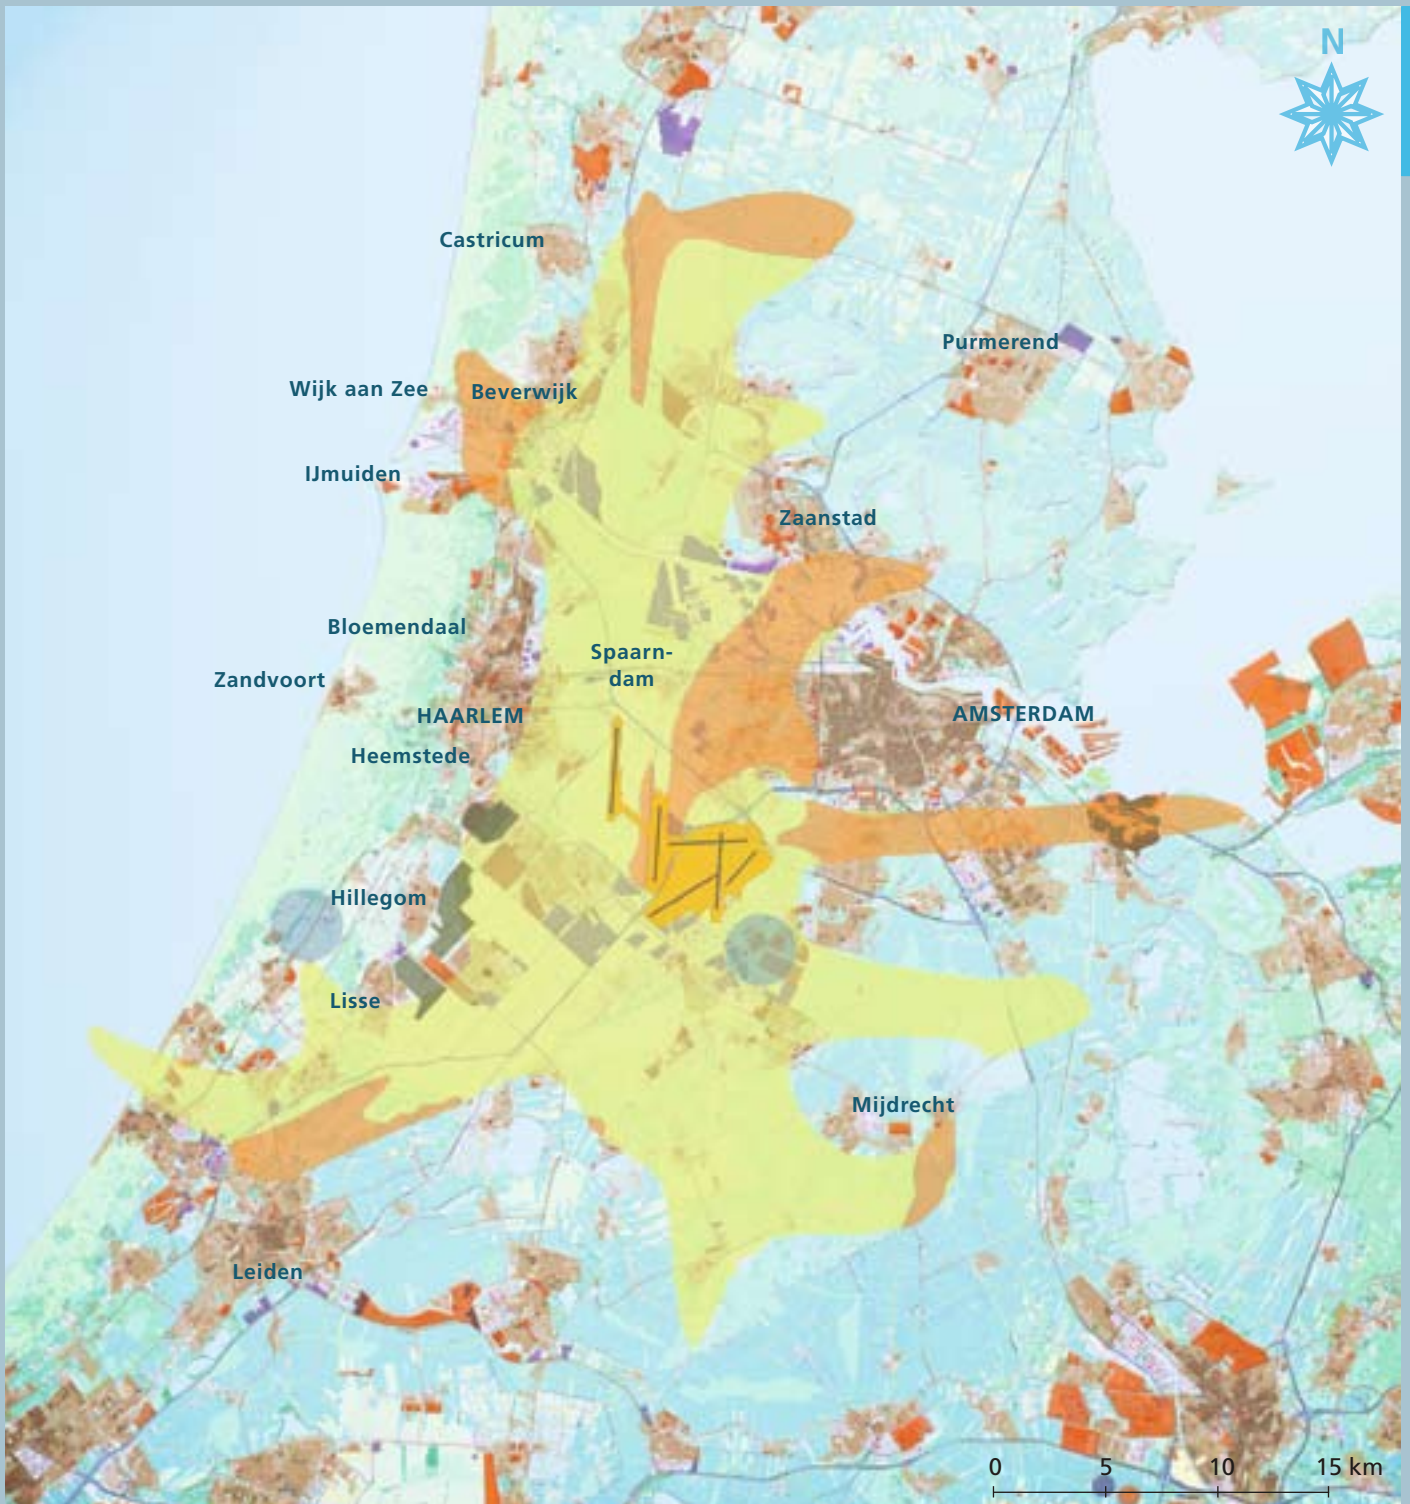 N
Castricum
Purmerend
Wijk aan Zee
Beverwijk
IJmuiden
Zaanstad
Bloemendaal
Spaarn-
dam
Zandvoort
HAARLEM
AMSTERDAM
Heemstede
Hillegom
Lisse
Mijdrecht
Leiden
0 5 10 15 km